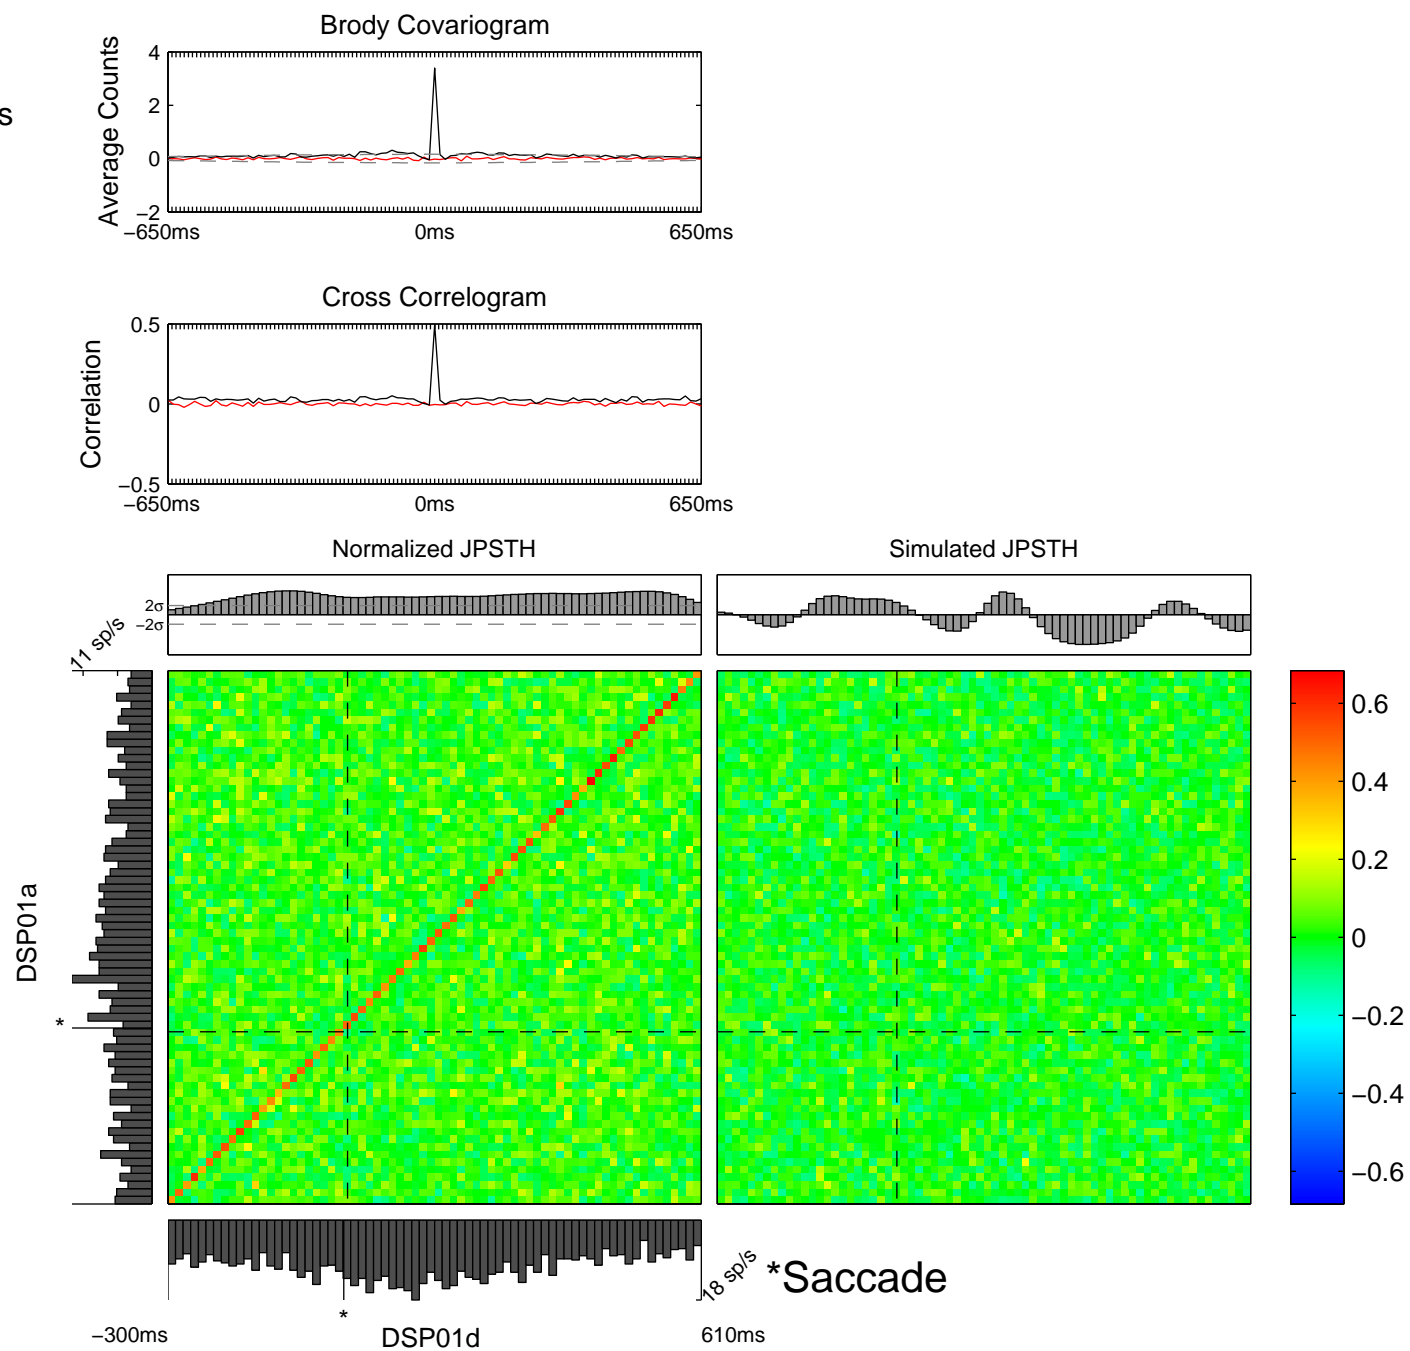 Brody Covariogram
s
Average Counts
4
2
0
−2
−650ms
0ms
650ms
Cross Correlogram
Correlation
0.5
0
−0.5
−650ms
0ms
650ms
Normalized JPSTH
Simulated JPSTH
2σ
−2σ
11 sp/s
DSP01a
*
0.6
0.4
0.2
0
−0.2
−0.4
−0.6
18 sp/s
*Saccade
*
−300ms
DSP01d
610ms